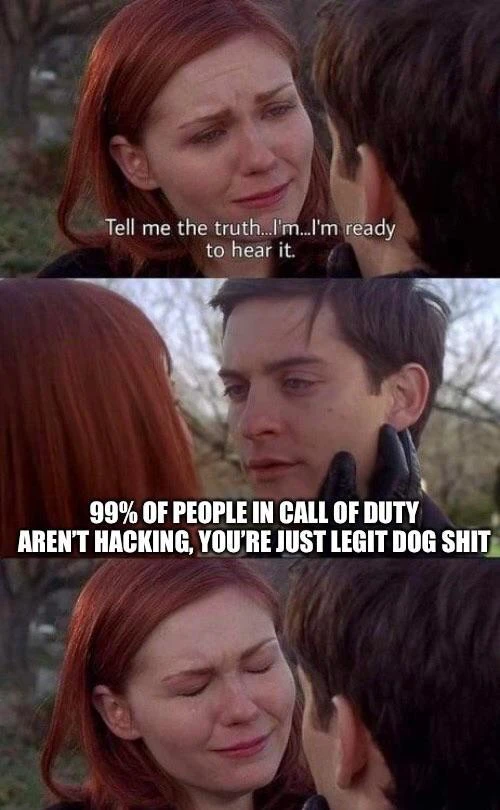 Tell me the truth...I'm...I'm ready
to hear it.
99% OF PEOPLE IN CALL OF DUTY
AREN'T HACKING, YOU'RE JUST LEGIT DOG SHIT